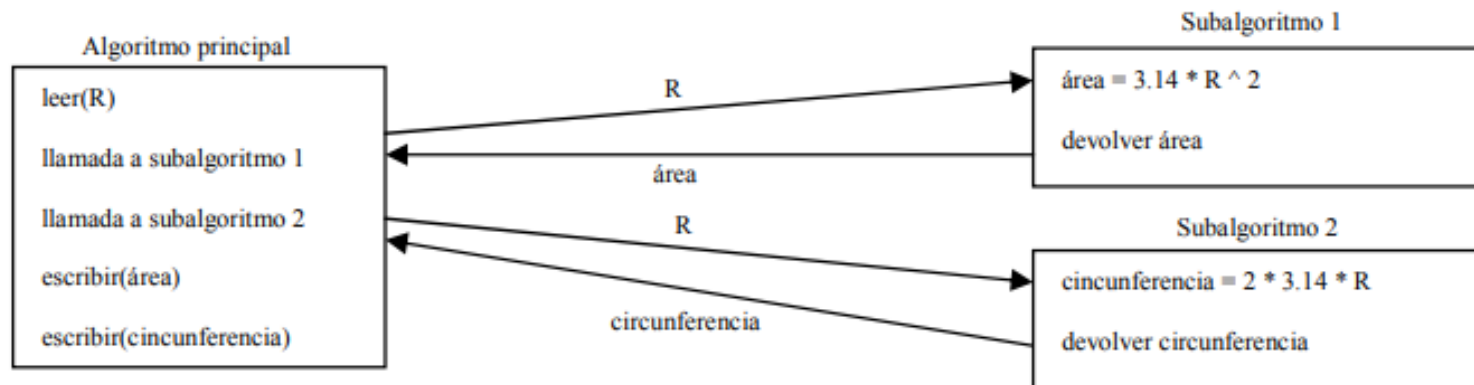 Algoritmo principal
leer(R)
llamada a subalgoritmo 1
llamada a subalgoritmo 2
escribir(área)
escribir(cincunferencia)
R
área
R
circunferencia
Subalgoritmo 1
área = 3.14 * R ^ 2
devolver área
Subalgoritmo 2
cincunferencia = 2 * 3.14 * R
devolver circunferencia